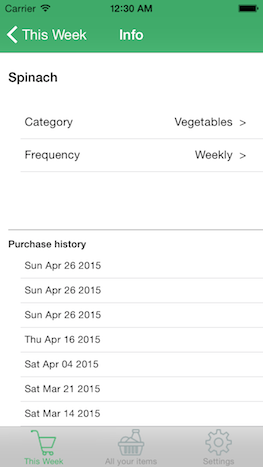 Carrier 12:30 AM
This Week Info
Spinach
Category Vegetables >
Frequency Weekly >
Purchase history
Sun Apr 26 2015
Sun Apr 26 2015
Sun Apr 26 2015
Thu Apr 16 2015
Sat Apr 04 2015
Sat Mar 21 2015
Sat Mar 14 2015
This Week All your items Settings